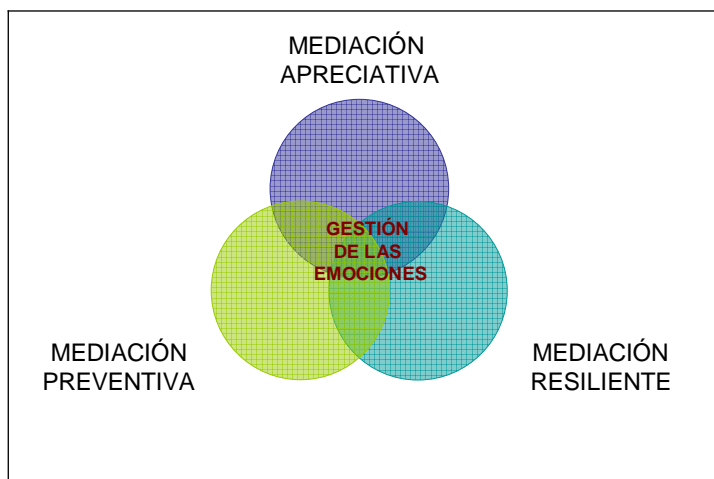 MEDIACIÓN
APRECIATIVA
GESTIÓN
DE LAS
EMOCIONES
MEDIACIÓN
PREVENTIVA
MEDIACIÓN
RESILIENTE